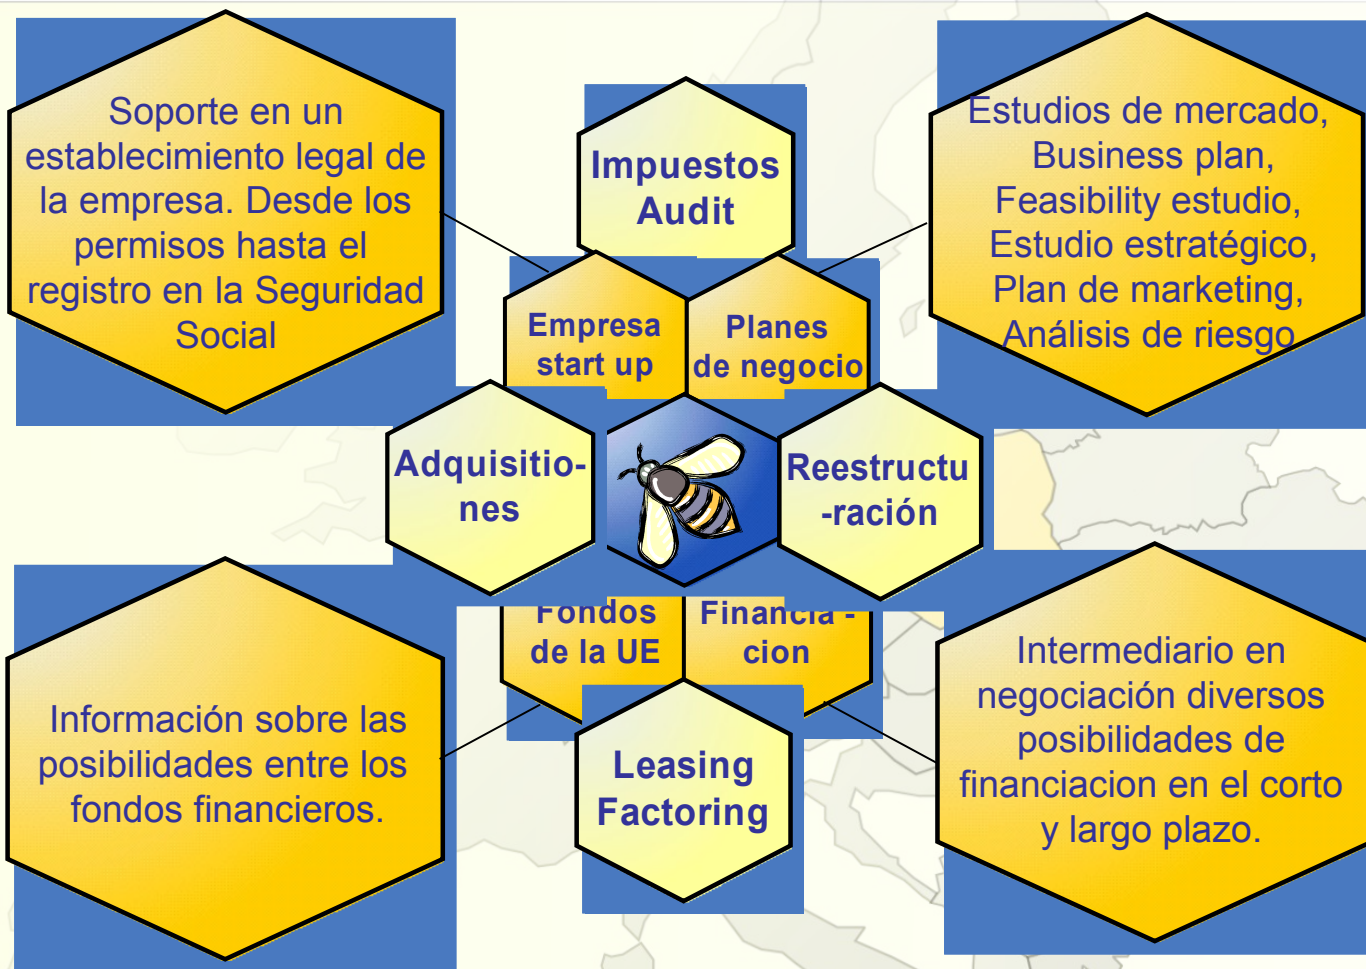 Soporte en un
establecimiento legal de
la empresa. Desde los
permisos hasta el
registro en la Seguridad
Social
Impuestos
Audit
Estudios de mercado,
Business plan,
Feasibility estudio,
Estudio estratégico,
Plan de marketing,
Análisis de riesgo
Empresa
start up
Planes
de negocio
Adquisitio-
nes
Reestructu
-ración
Fondos
de la UE
Financia -
cion
Información sobre las
posibilidades entre los
fondos financieros.
Leasing
Factoring
Intermediario en
negociación diversos
posibilidades de
financiacion en el corto
y largo plazo.